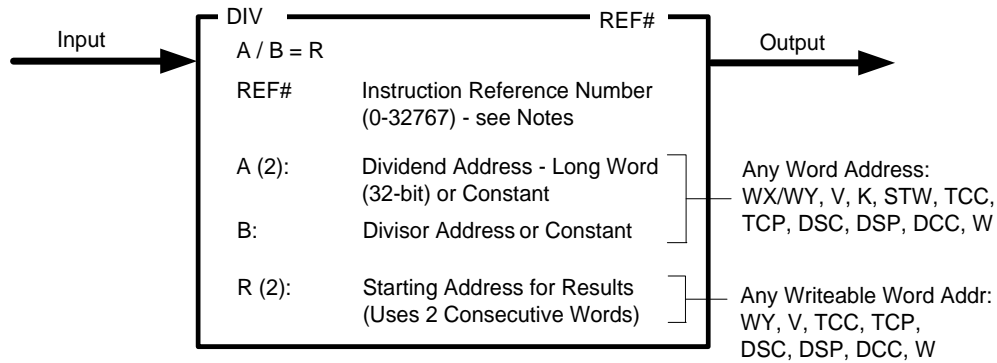 DIV REF#
Input
A / B = R
Output
REF# Instruction Reference Number
(0-32767) - see Notes
A (2): Dividend Address - Long Word
(32-bit) or Constant
B: Divisor Address or Constant
Any Word Address:
WX/WY, V, K, STW, TCC,
TCP, DSC, DSP, DCC, W
R (2): Starting Address for Results
(Uses 2 Consecutive Words)
Any Writeable Word Addr:
WY, V, TCC, TCP,
DSC, DSP, DCC, W